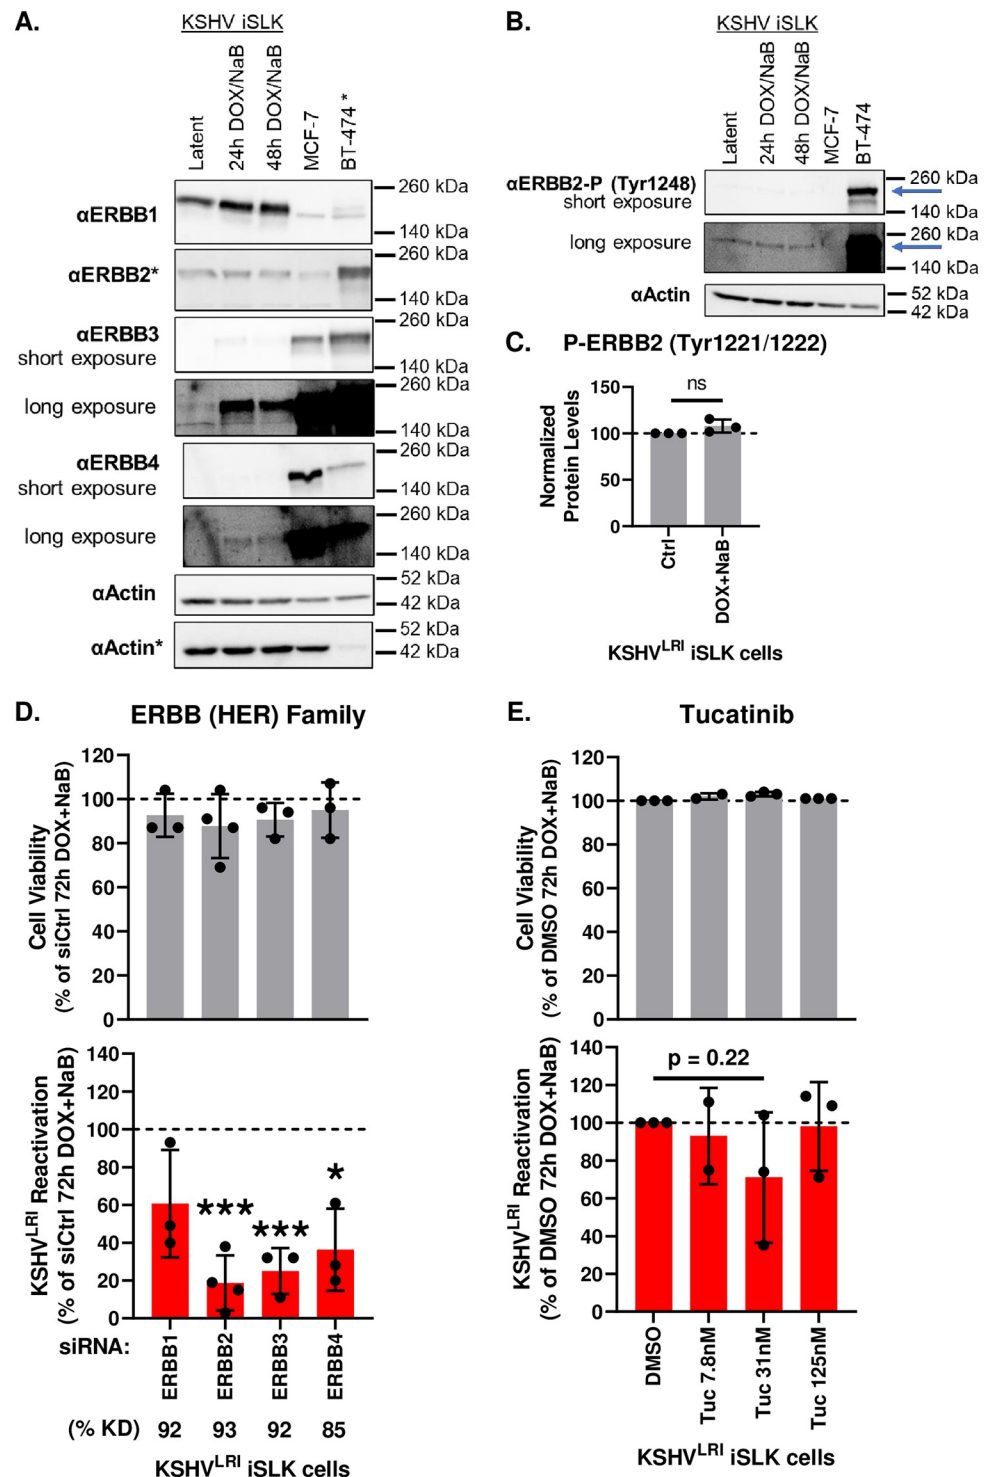 A.
KSHV iSLK
Latent
24h DOX/NaB
48h DOX/NaB
MCF-7
BT-474 *
αERBB1
260 kDa
140 kDa
αERBB2*
260 kDa
140 kDa
αERBB3
short exposure
260 kDa
140 kDa
long exposure
260 kDa
140 kDa
αERBB4
short exposure
260 kDa
140 kDa
long exposure
260 kDa
140 kDa
αActin
52 kDa
42 kDa
αActin*
52 kDa
42 kDa
B.
KSHV iSLK
Latent
24h DOX/NaB
48h DOX/NaB
MCF-7
BT-474
αERBB2-P (Tyr1248)
short exposure
260 kDa
140 kDa
long exposure
260 kDa
140 kDa
αActin
52 kDa
42 kDa
C.
P-ERBB2 (Tyr1221/1222)
Normalized
Protein Levels
150
100
50
0
ns
Ctrl
DOX+NaB
KSHV^LRI iSLK cells
D.
ERBB (HER) Family
Cell Viability
(% of siCtrl 72h DOX+NaB)
120
100
80
60
40
20
0
KSHV^LRI Reactivation
(% of siCtrl 72h DOX+NaB)
140
120
100
80
60
40
20
0
***
***
*
siRNA:
ERBB1
ERBB2
ERBB3
ERBB4
(% KD) 92 93 92 85
KSHV^LRI iSLK cells
E.
Tucatinib
Cell Viability
(% of DMSO 72h DOX+NaB)
120
100
80
60
40
20
0
KSHV^LRI Reactivation
(% of DMSO 72h DOX+NaB)
140
120
100
80
60
40
20
0
p = 0.22
DMSO
Tuc 7.8nM
Tuc 31nM
Tuc 125nM
KSHV^LRI iSLK cells